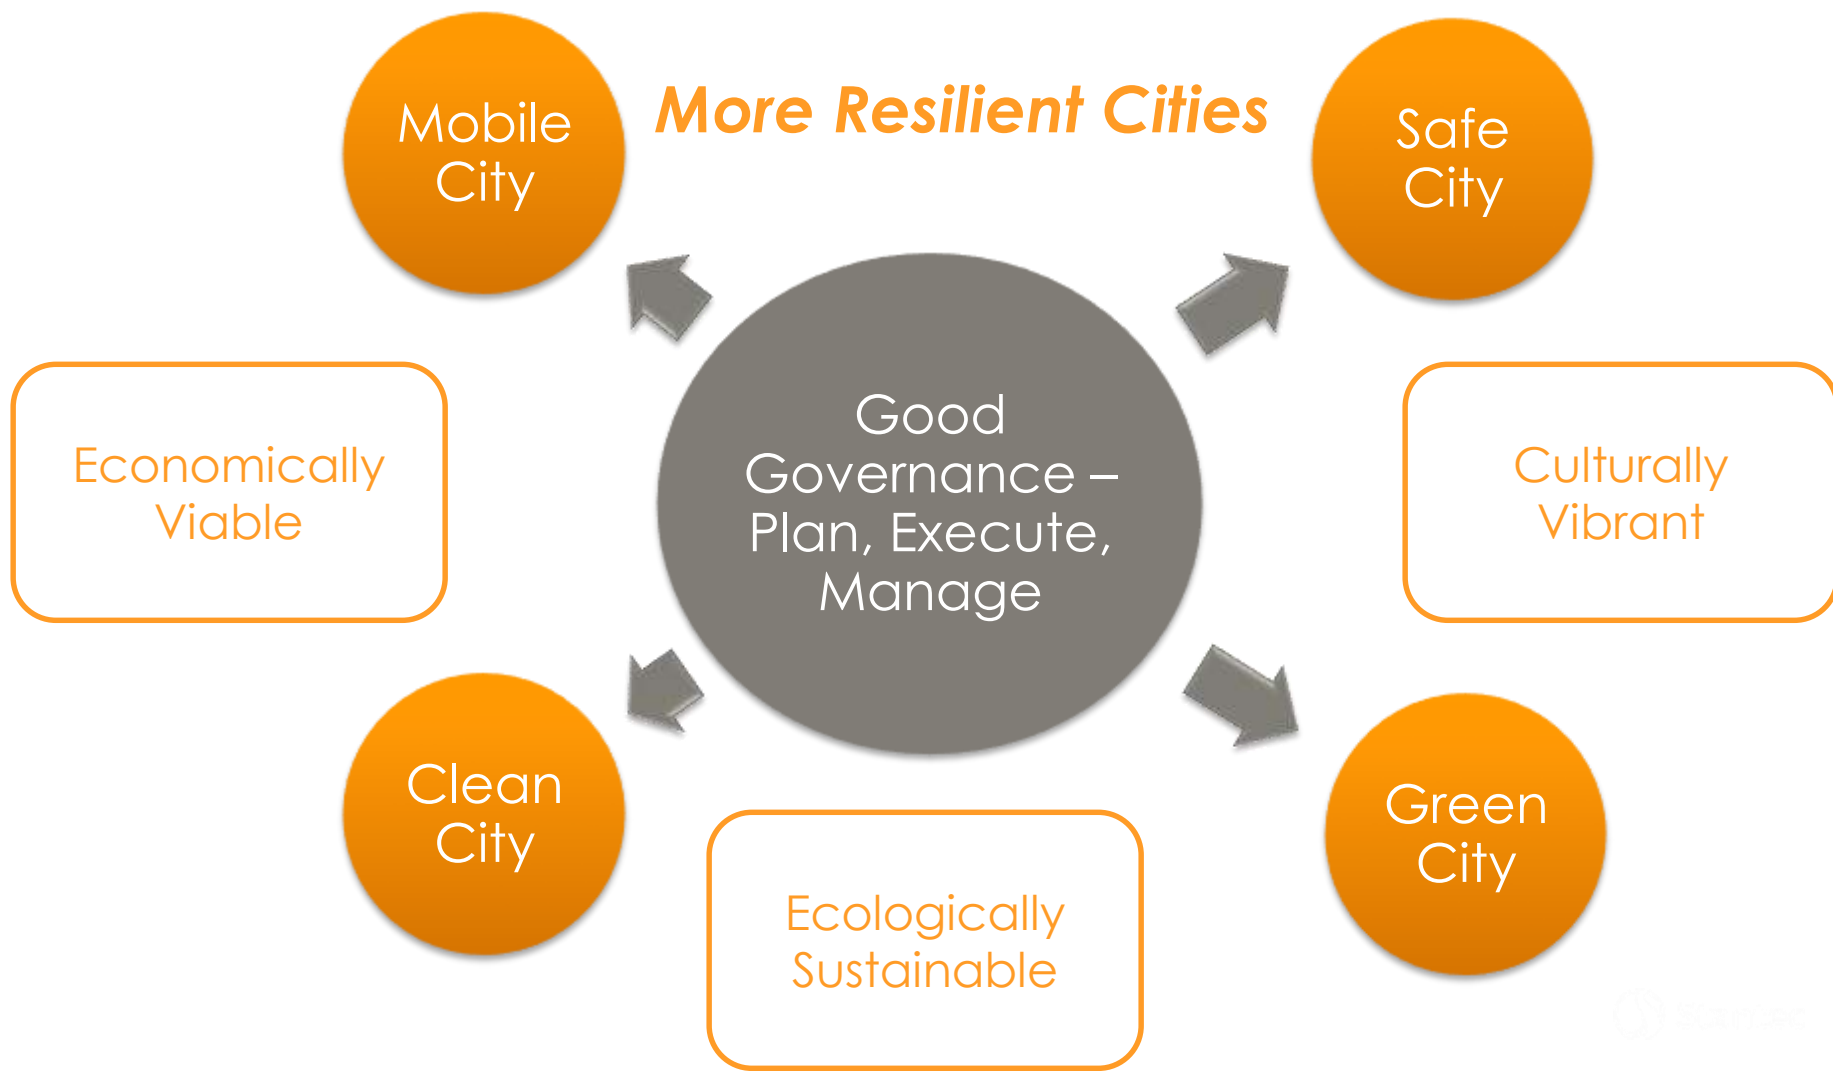 More Resilient Cities
Mobile
City
Safe
City
Good
Governance –
Plan, Execute,
Manage
Economically
Viable
Culturally
Vibrant
Clean
City
Green
City
Ecologically
Sustainable